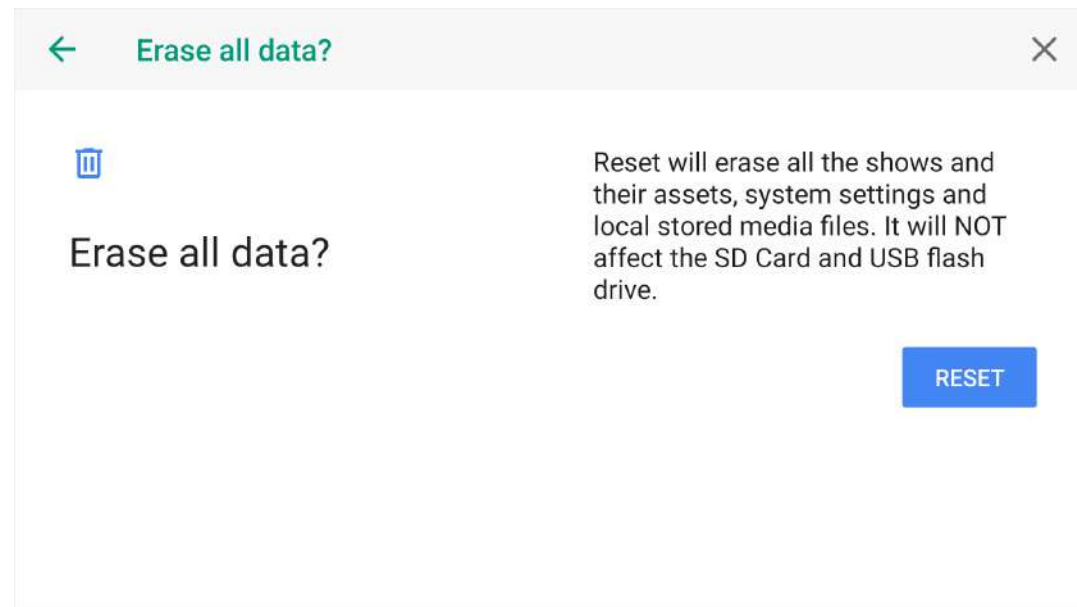 Erase all data?
Erase all data?
Reset will erase all the shows and
their assets, system settings and
local stored media files. It will NOT
affect the SD Card and USB flash
drive.
RESET